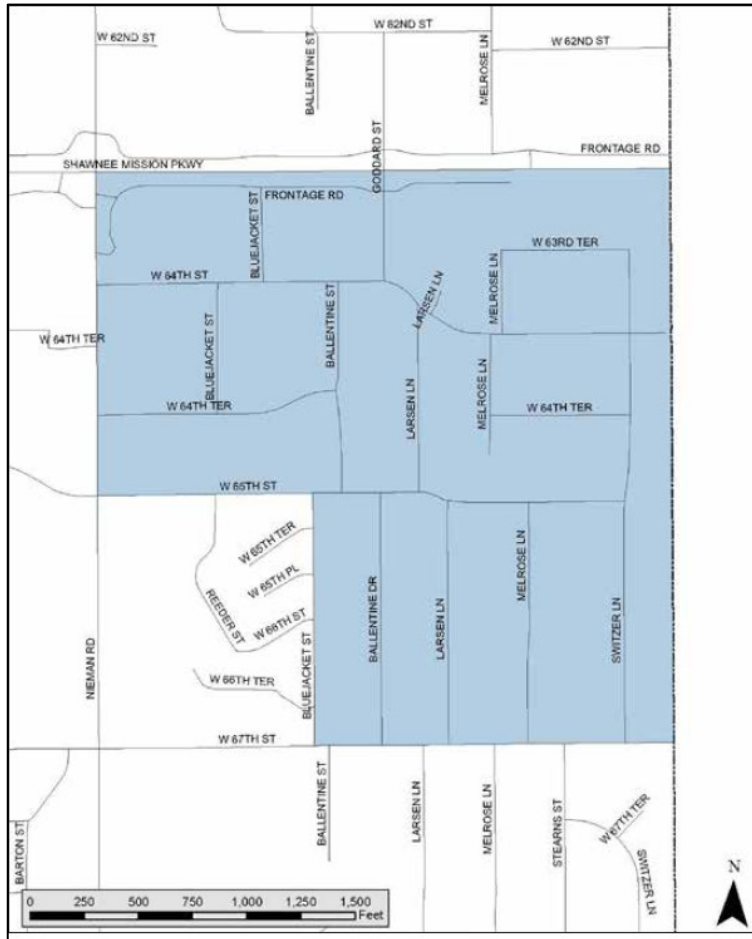 W 62ND ST
W 62ND ST
W 62ND ST
BALLENTINE ST
MELROSE LN
GODDARD ST
FRONTAGE RD
SHAWNEE MISSION PKWY
FRONTAGE RD
BLUEJACKET ST
W 63RD TER
W 64TH ST
LARSEN LN
MELROSE LN
BALLENTINE ST
BLUEJACKET ST
W 64TH TER
W 64TH TER
LARSEN LN
MELROSE LN
W 64TH TER
W 65TH ST
W 65TH TER
W 65TH PL
REEDER ST
W 66TH ST
BALLENTINE DR
LARSEN LN
MELROSE LN
SWITZER LN
NIEMAN RD
W 66TH TER
BLUEJACKET ST
W 67TH ST
BALLENTINE ST
LARSEN LN
MELROSE LN
STEARNS ST
W 67TH TER
SWITZER LN
BARTON ST
N
0 250 500 750 1,000 1,250 1,500
Feet